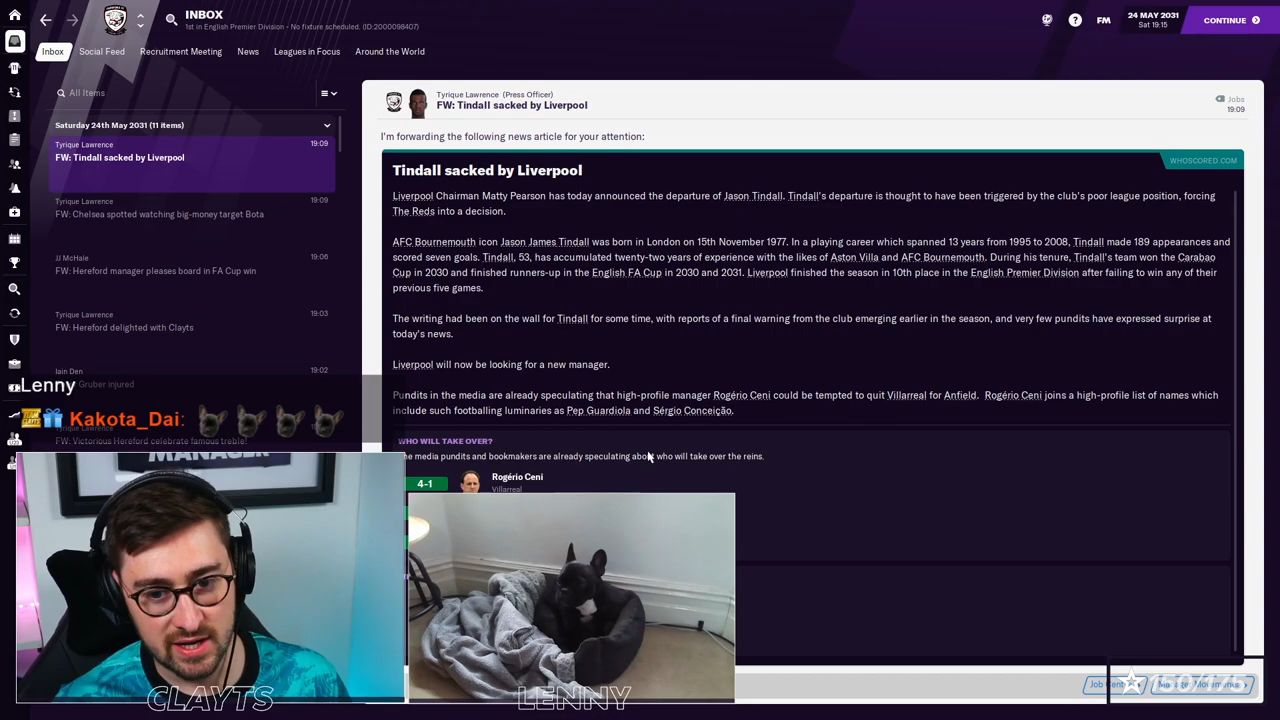 INBOX
1st in English Premier Division - No fixture scheduled. (ID:2000098407)
FM
24 MAY 2031
Sat 19:15
CONTINUE
Inbox
Social Feed
Recruitment Meeting
News
Leagues in Focus
Around the World
All Items
Saturday 24th May 2031 (11 items)
Tyrique Lawrence
19:09
FW: Tindall sacked by Liverpool
Tyrique Lawrence
19:09
FW: Chelsea spotted watching big-money target Bota
JJ McHale
19:06
FW: Hereford manager pleases board in FA Cup win
Tyrique Lawrence
19:03
FW: Hereford delighted with Clayts
Iain Den
19:02
Gruber injured
FW: Victorious Hereford celebrate famous treble!
Lenny
Kakota_Dai:
Tyrique Lawrence (Press Officer)
FW: Tindall sacked by Liverpool
Jobs
19:09
I'm forwarding the following news article for your attention:
Tindall sacked by Liverpool
WHOSCORED.COM
Liverpool Chairman Matty Pearson has today announced the departure of Jason Tindall. Tindall's departure is thought to have been triggered by the club's poor league position, forcing
The Reds into a decision.
AFC Bournemouth icon Jason James Tindall was born in London on 15th November 1977. In a playing career which spanned 13 years from 1995 to 2008, Tindall made 189 appearances and
scored seven goals. Tindall, 53, has accumulated twenty-two years of experience with the likes of Aston Villa and AFC Bournemouth. During his tenure, Tindall's team won the Carabao
Cup in 2030 and finished runners-up in the English FA Cup in 2030 and 2031. Liverpool finished the season in 10th place in the English Premier Division after failing to win any of their
previous five games.
The writing had been on the wall for Tindall for some time, with reports of a final warning from the club emerging earlier in the season, and very few pundits have expressed surprise at
today's news.
Liverpool will now be looking for a new manager.
Pundits in the media are already speculating that high-profile manager Rogério Ceni could be tempted to quit Villarreal for Anfield. Rogério Ceni joins a high-profile list of names which
include such footballing luminaries as Pep Guardiola and Sérgio Conceição.
WHO WILL TAKE OVER?
he media pundits and bookmakers are already speculating about who will take over the reins.
4-1
Rogério Ceni
Villarreal
MANAGER
CLAYTS
LENNY
Manager Movements
150/175